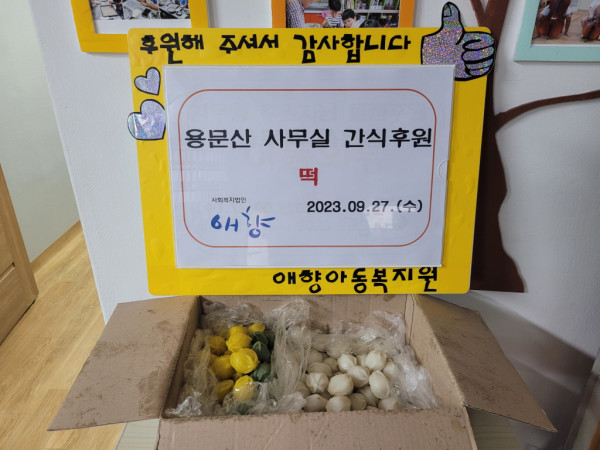 후원해 주셔서 감사합니다
용문산 사무실 간식후원
떡
사회복지법인
애향
2023.09.27.(수)
애향아동복지원